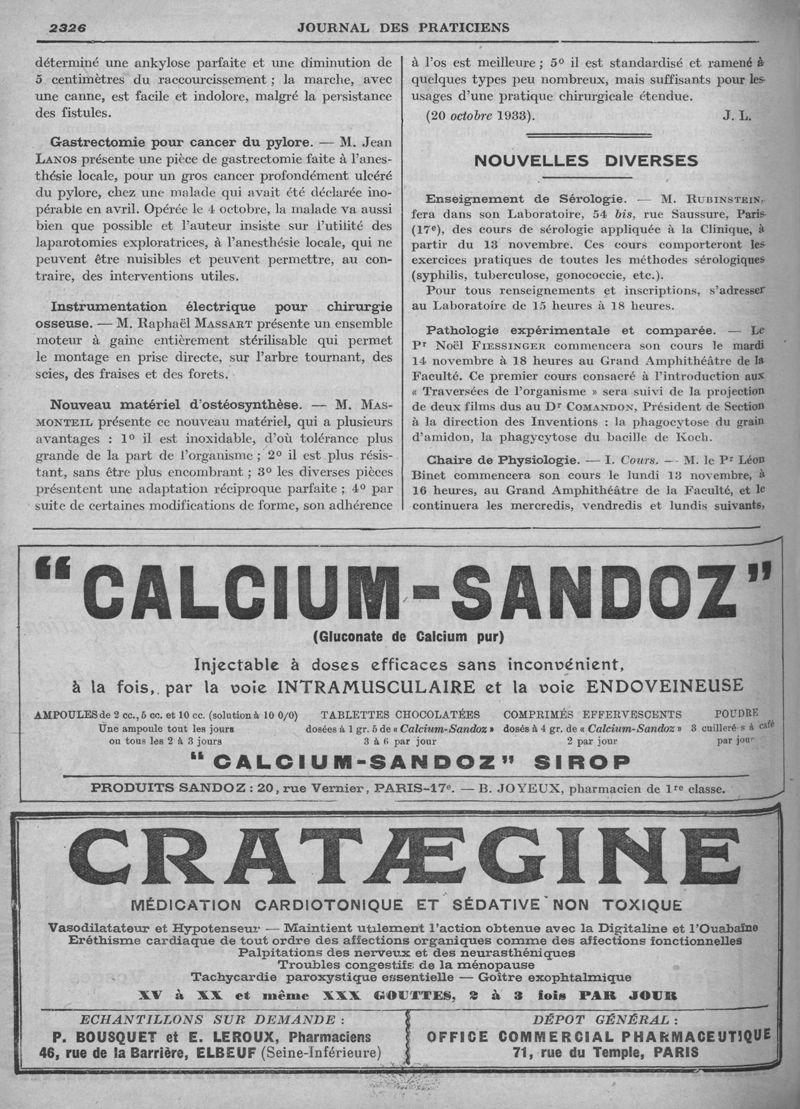 2326
JOURNAL DES PRATICIENS
déterminé une ankylose parfaite et une diminution de
5 centimètres du raccourcissement ; la marche, avec
une canne, est facile et indolore, malgré la persistance
des fistules.
Gastrectomie pour cancer du pylore. — M. Jean
LANOS présente une pièce de gastrectomie faite à l'anes-
thésie locale, pour un gros cancer profondément ulcéré
du pylore, chez une malade qui avait été déclarée ino-
pérable en avril. Opérée le 4 octobre, la malade va aussi
bien que possible et l'auteur insiste sur l'utilité des
laparotomies exploratrices, à l'anesthésie locale, qui ne
peuvent être nuisibles et peuvent permettre, au con-
traire, des interventions utiles.
Instrumentation électrique pour chirurgie
osseuse. — M. Raphaël MASSART présente un ensemble
moteur à gaine entièrement stérilisable qui permet
le montage en prise directe, sur l'arbre tournant, des
scies, des fraises et des forets.
Nouveau matériel d'ostéosynthèse. — M. MAS-
MONTEIL présente ce nouveau matériel, qui a plusieurs
avantages : 1º il est inoxidable, d'où tolérance plus
grande de la part de l'organisme ; 2º il est plus résis-
tant, sans être plus encombrant ; 3º les diverses pièces
présentent une adaptation réciproque parfaite ; 4º par
suite de certaines modifications de forme, son adhérence
à l'os est meilleure ; 5º il est standardisé et ramené à
quelques types peu nombreux, mais suffisants pour les
usages d'une pratique chirurgicale étendue.
(20 octobre 1933). J. L.
NOUVELLES DIVERSES
Enseignement de Sérologie. — M. RUBINSTEIN,
fera dans son Laboratoire, 54 bis, rue Saussure, Paris
(17e), des cours de sérologie appliquée à la Clinique, à
partir du 13 novembre. Ces cours comporteront les
exercices pratiques de toutes les méthodes sérologiques
(syphilis, tuberculose, gonococcie, etc.).
Pour tous renseignements et inscriptions, s'adresser
au Laboratoire de 15 heures à 18 heures.
Pathologie expérimentale et comparée. — Le
Pr Noël FIESSINGER commencera son cours le mardi
14 novembre à 18 heures au Grand Amphithéâtre de la
Faculté. Ce premier cours consacré à l'introduction aux
« Traversées de l'organisme » sera suivi de la projection
de deux films dus au Dr COMANDON, Président de Section
à la direction des Inventions : la phagocytose du grain
d'amidon, la phagycytose du bacille de Koch.
Chaire de Physiologie. — I. Cours. — M. le Pr Léon
Binet commencera son cours le lundi 13 novembre, à
16 heures, au Grand Amphithéâtre de la Faculté, et le
continuera les mercredis, vendredis et lundis suivants,
"CALCIUM-SANDOZ"
(Gluconate de Calcium pur)
Injectable à doses efficaces sans inconvénient,
à la fois, par la voie INTRAMUSCULAIRE et la voie ENDOVEINEUSE
AMPOULES de 2 cc., 5 cc. et 10 cc. (solution à 10 0/0)
Une ampoule tout les jours
ou tous les 2 à 3 jours
TABLETTES CHOCOLATÉES
dosées à 1 gr. 5 de « Calcium-Sandoz »
3 à 6 par jour
COMPRIMÉS EFFERVESCENTS
dosés à 4 gr. de « Calcium-Sandoz »
2 par jour
POUDRE
3 cuillerées à café
par jour
"CALCIUM-SANDOZ" SIROP
PRODUITS SANDOZ : 20, rue Vernier, PARIS-17e. — B. JOYEUX, pharmacien de 1re classe.
CRATÆGINE
MÉDICATION CARDIOTONIQUE ET SÉDATIVE NON TOXIQUE
Vasodilatateur et Hypotenseur — Maintient utilement l'action obtenue avec la Digitaline et l'Ouabaïne
Eréthisme cardiaque de tout ordre des affections organiques comme des affections fonctionnelles
Palpitations des nerveux et des neurasthéniques
Troubles congestifs de la ménopause
Tachycardie paroxystique essentielle — Goître exophtalmique
XV à XX et même XXX GOUTTES, 2 à 3 fois PAR JOUR
ECHANTILLONS SUR DEMANDE :
P. BOUSQUET et E. LEROUX, Pharmaciens
46, rue de la Barrière, ELBEUF (Seine-Inférieure)
DÉPOT GÉNÉRAL :
OFFICE COMMERCIAL PHARMACEUTIQUE
71, rue du Temple, PARIS